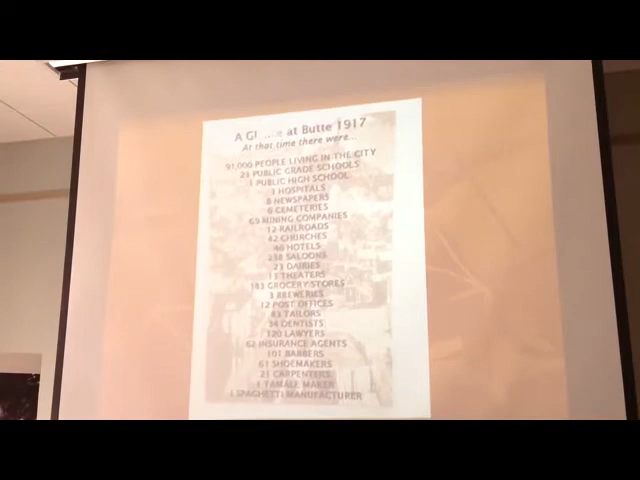 A Gl...ce at Butte 1917
At that time there were...
91,000 PEOPLE LIVING IN THE CITY
23 PUBLIC GRADE SCHOOLS
1 PUBLIC HIGH SCHOOL
3 HOSPITALS
8 NEWSPAPERS
6 CEMETERIES
69 MINING COMPANIES
12 RAILROADS
42 CHURCHES
40 HOTELS
238 SALOONS
23 DAIRIES
13 THEATERS
183 GROCERY STORES
3 BREWERIES
12 POST OFFICES
83 TAILORS
34 DENTISTS
120 LAWYERS
62 INSURANCE AGENTS
101 BARBERS
61 SHOEMAKERS
21 CARPENTERS
1 TAMALE MAKER
1 SPAGHETTI MANUFACTURER